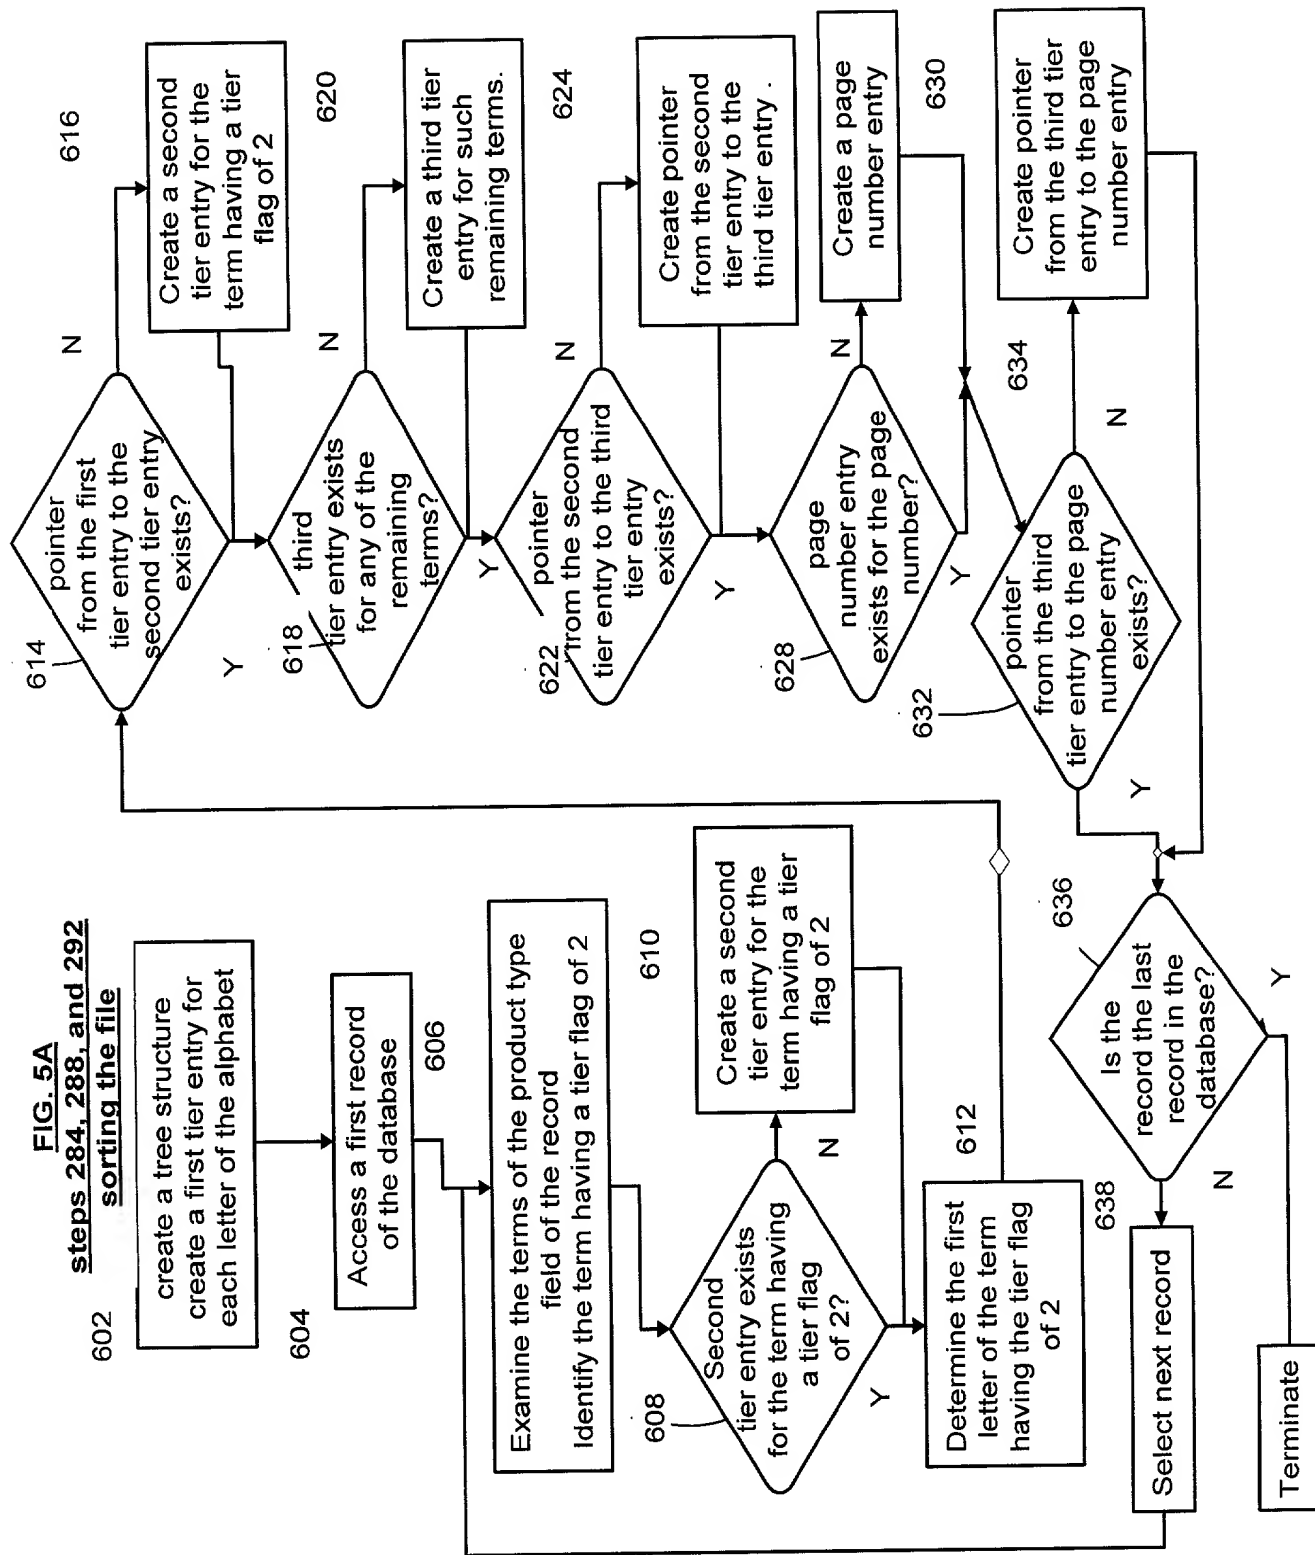 FIG. 5A
steps 284, 288, and 292
sorting the file
602
create a tree structure
create a first tier entry for
each letter of the alphabet
604
Access a first record
of the database
606
Examine the terms of the product type
field of the record
Identify the term having a tier flag of 2
608
Second
tier entry exists
for the term having
a tier flag
of 2?
N
Y
610
Create a second
tier entry for the
term having a tier
flag of 2
612
Determine the first
letter of the term
having the tier flag
of 2
614
pointer
from the first
tier entry to the
second tier entry
exists?
N
Y
616
Create a second
tier entry for the
term having a tier
flag of 2
618
third
tier entry exists
for any of the
remaining
terms?
N
Y
620
Create a third tier
entry for such
remaining terms.
622
pointer
from the second
tier entry to the third
tier entry
exists?
N
Y
624
Create pointer
from the second
tier entry to the
third tier entry .
628
page
number entry
exists for the page
number?
N
Y
630
Create a page
number entry
632
pointer
from the third
tier entry to the page
number entry
exists?
N
Y
634
Create pointer
from the third tier
entry to the page
number entry
636
Is the
record the last
record in the
database?
N
Y
638
Select next record
Terminate